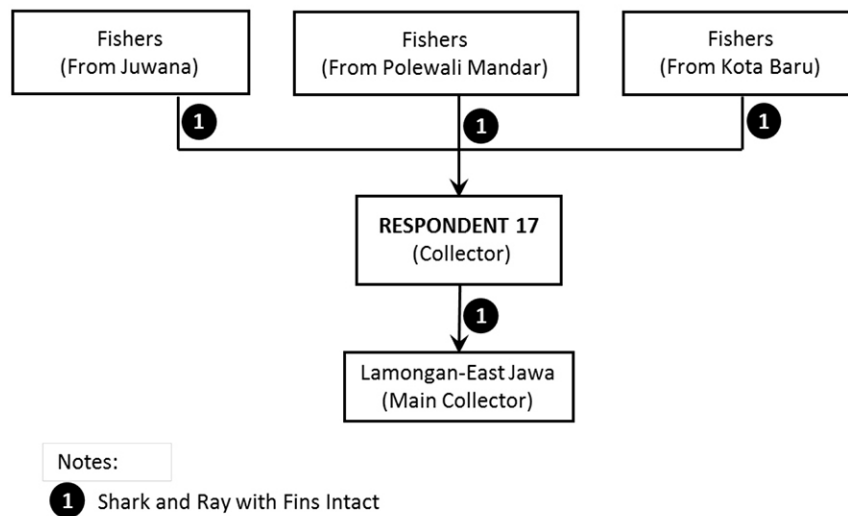 Fishers
(From Juwana)
Fishers
(From Polewali Mandar)
Fishers
(From Kota Baru)
1
1
1
RESPONDENT 17
(Collector)
1
Lamongan-East Jawa
(Main Collector)
Notes:
1 Shark and Ray with Fins Intact